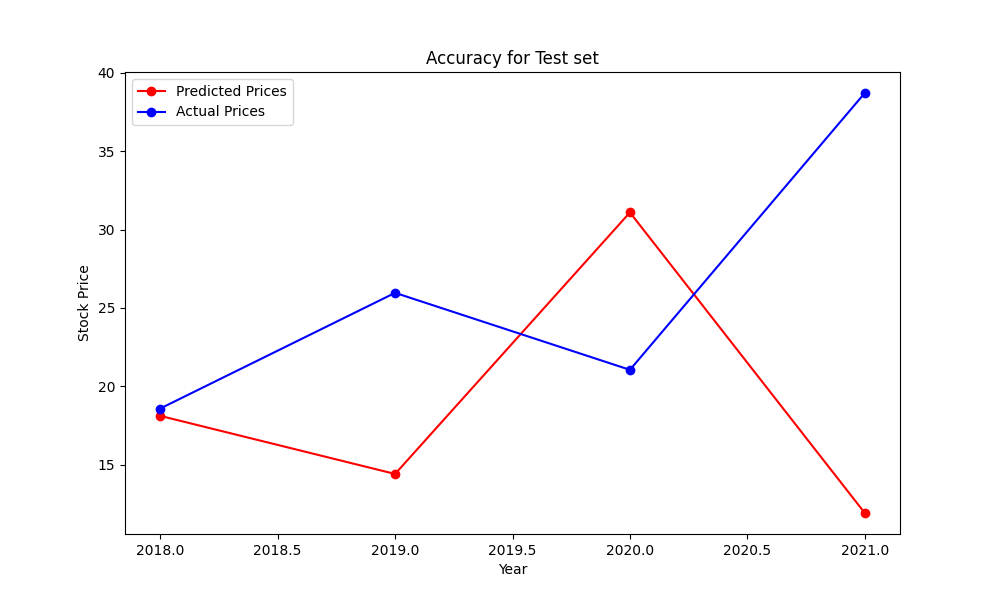 Accuracy for Test set
Predicted Prices
Actual Prices
Stock Price
40
35
30
25
20
15
2018.0 2018.5 2019.0 2019.5 2020.0 2020.5 2021.0
Year